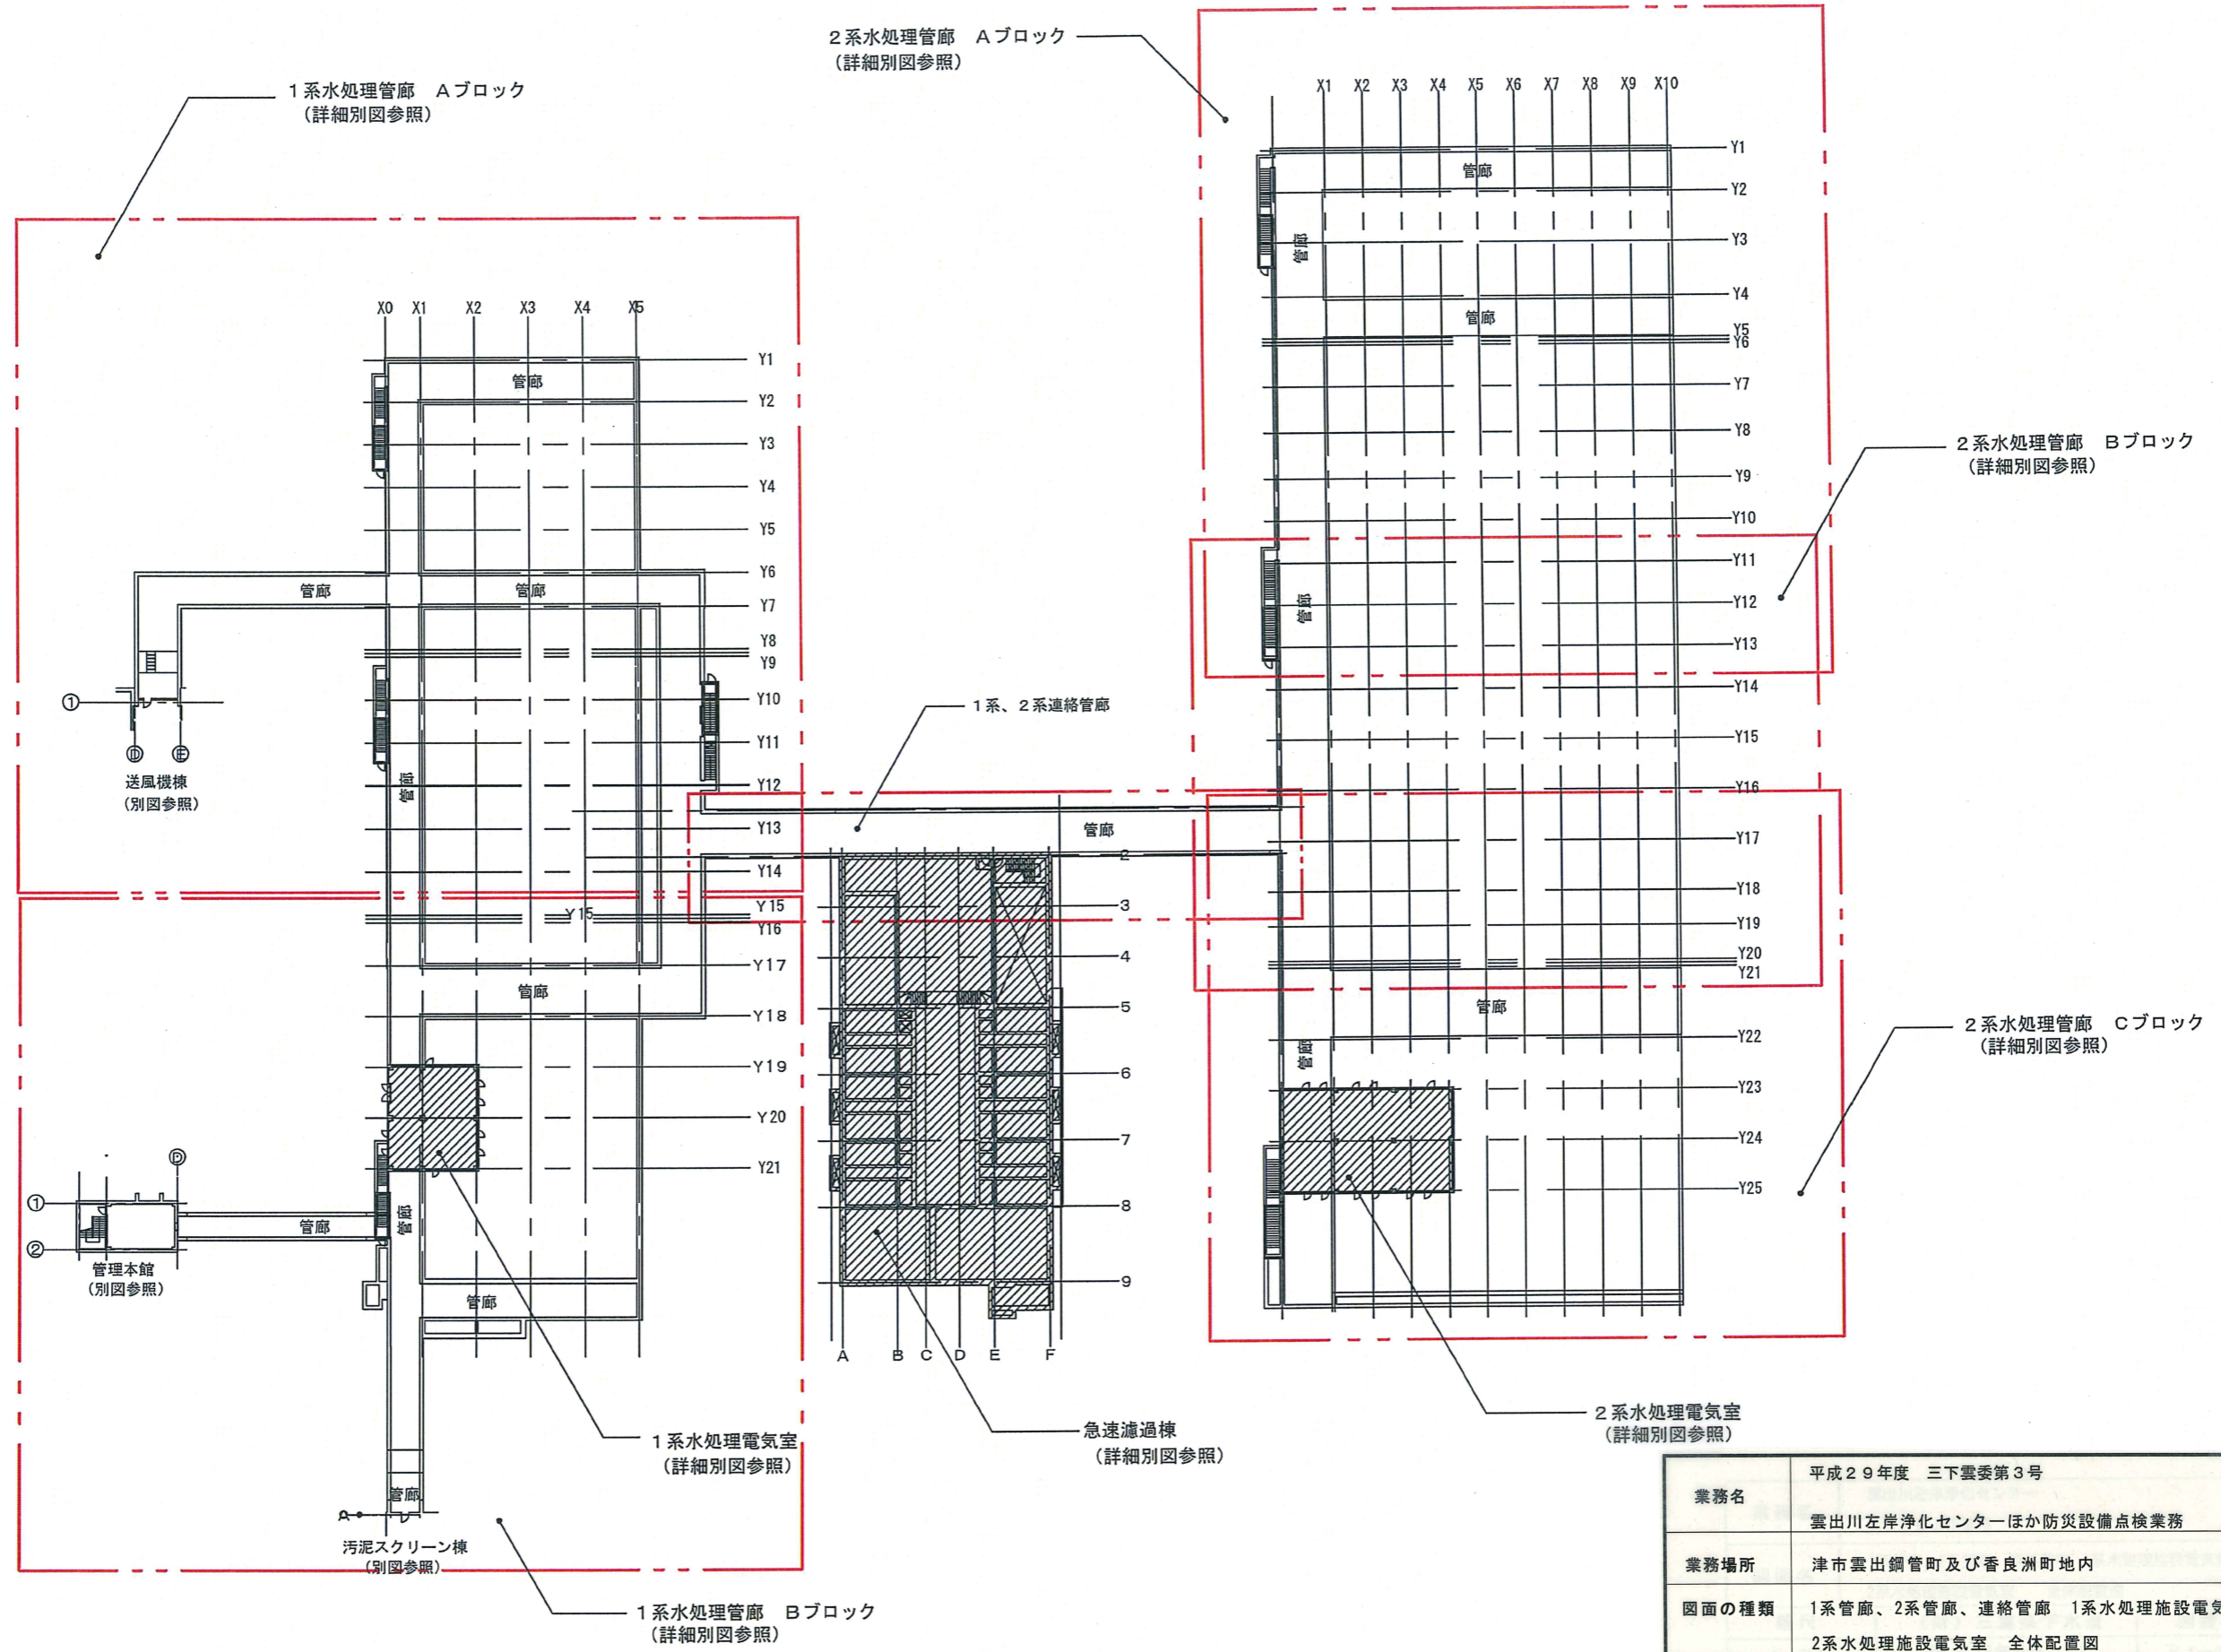 2系水処理管廊　Aブロック
(詳細別図参照)
1系水処理管廊　Aブロック
(詳細別図参照)
X1 X2 X3 X4 X5 X6 X7 X8 X9 X10
Y1
管廊
Y2
管廊
Y3
Y4
管廊
Y5
Y6
Y7
Y8
Y9
Y10
Y11
管廊
Y12
Y13
Y14
Y15
Y16
Y17
Y18
Y19
Y20
Y21
管廊
Y22
管廊
Y23
Y24
Y25
2系水処理管廊　Bブロック
(詳細別図参照)
2系水処理管廊　Cブロック
(詳細別図参照)
2系水処理電気室
(詳細別図参照)
X0 X1 X2 X3 X4 X5
Y1
管廊
Y2
Y3
Y4
Y5
Y6
管廊
管廊
Y7
Y8
Y9
Y10
Y11
Y12
管廊
Y13
Y14
Y15
Y15
Y16
Y17
管廊
Y18
Y19
Y20
Y21
①
D E
送風機棟
(別図参照)
1系、2系連絡管廊
管廊
2
3
4
5
6
7
8
9
A B C D E F
急速濾過棟
(詳細別図参照)
D
①
②
管廊
管廊
管理本館
(別図参照)
管廊
1系水処理電気室
(詳細別図参照)
管廊
汚泥スクリーン棟
(別図参照)
1系水処理管廊　Bブロック
(詳細別図参照)
業務名
平成29年度　三下雲委第3号
雲出川左岸浄化センターほか防災設備点検業務
業務場所
津市雲出鋼管町及び香良洲町地内
図面の種類
1系管廊、2系管廊、連絡管廊　1系水処理施設電気
2系水処理施設電気室　全体配置図